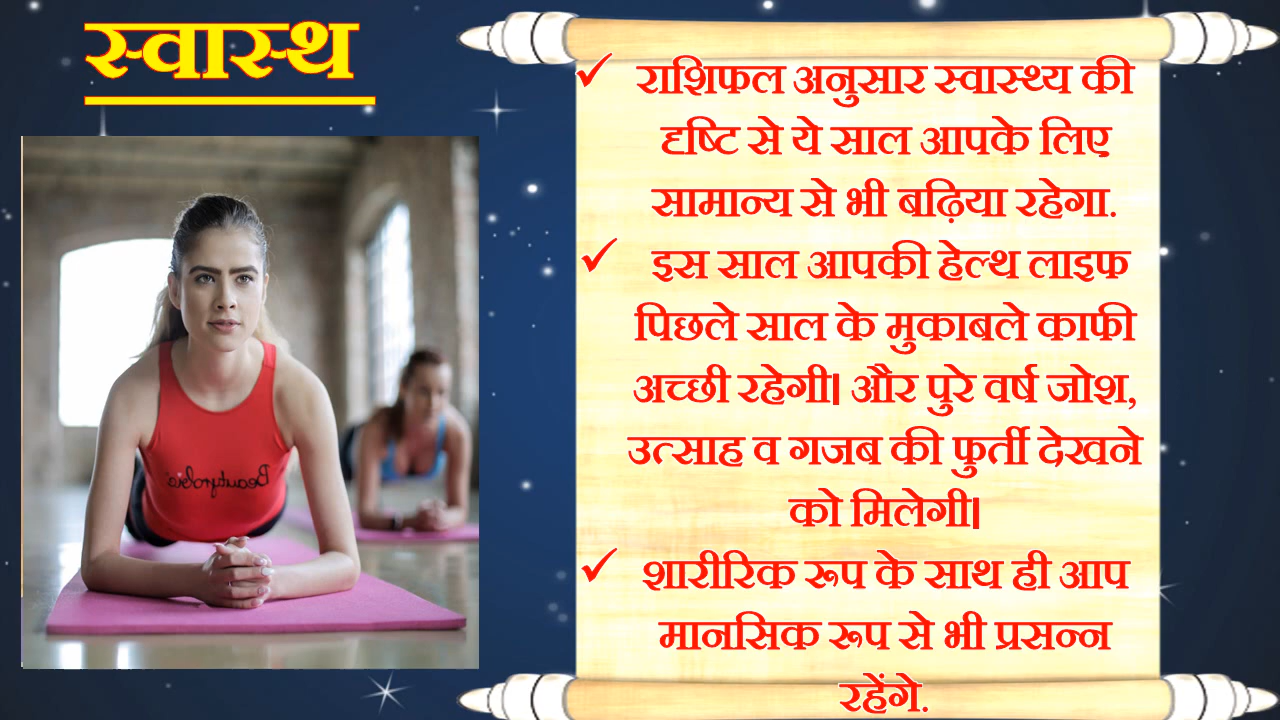 स्वास्थ
राशिफल अनुसार स्वास्थ्य की
दृष्टि से ये साल आपके लिए
सामान्य से भी बढ़िया रहेगा.
इस साल आपकी हेल्थ लाइफ
पिछले साल के मुकाबले काफी
अच्छी रहेगी। और पुरे वर्ष जोश,
उत्साह व गजब की फुर्ती देखने
को मिलेगी।
शारीरिक रूप के साथ ही आप
मानसिक रूप से भी प्रसन्न
रहेंगे.
Beautyrobic